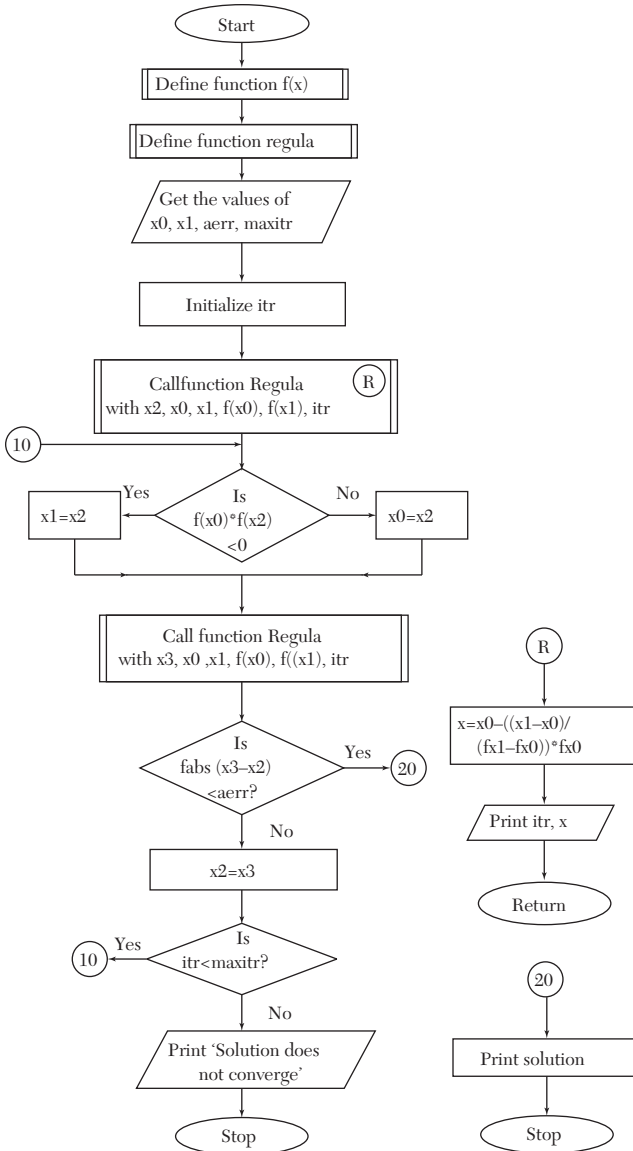 Start
Define function f(x)
Define function regula
Get the values of
x0, x1, aerr, maxitr
Initialize itr
Callfunction Regula
with x2, x0, x1, f(x0), f(x1), itr
R
10
Yes
Is
f(x0)*f(x2)
<0
No
x1=x2
x0=x2
Call function Regula
with x3, x0 ,x1, f(x0), f((x1), itr
Is
fabs (x3–x2)
<aerr?
Yes
20
No
x2=x3
Is
itr<maxitr?
Yes
10
No
Print ‘Solution does
not converge’
Stop
R
x=x0–((x1–x0)/
(fx1–fx0))*fx0
Print itr, x
Return
20
Print solution
Stop